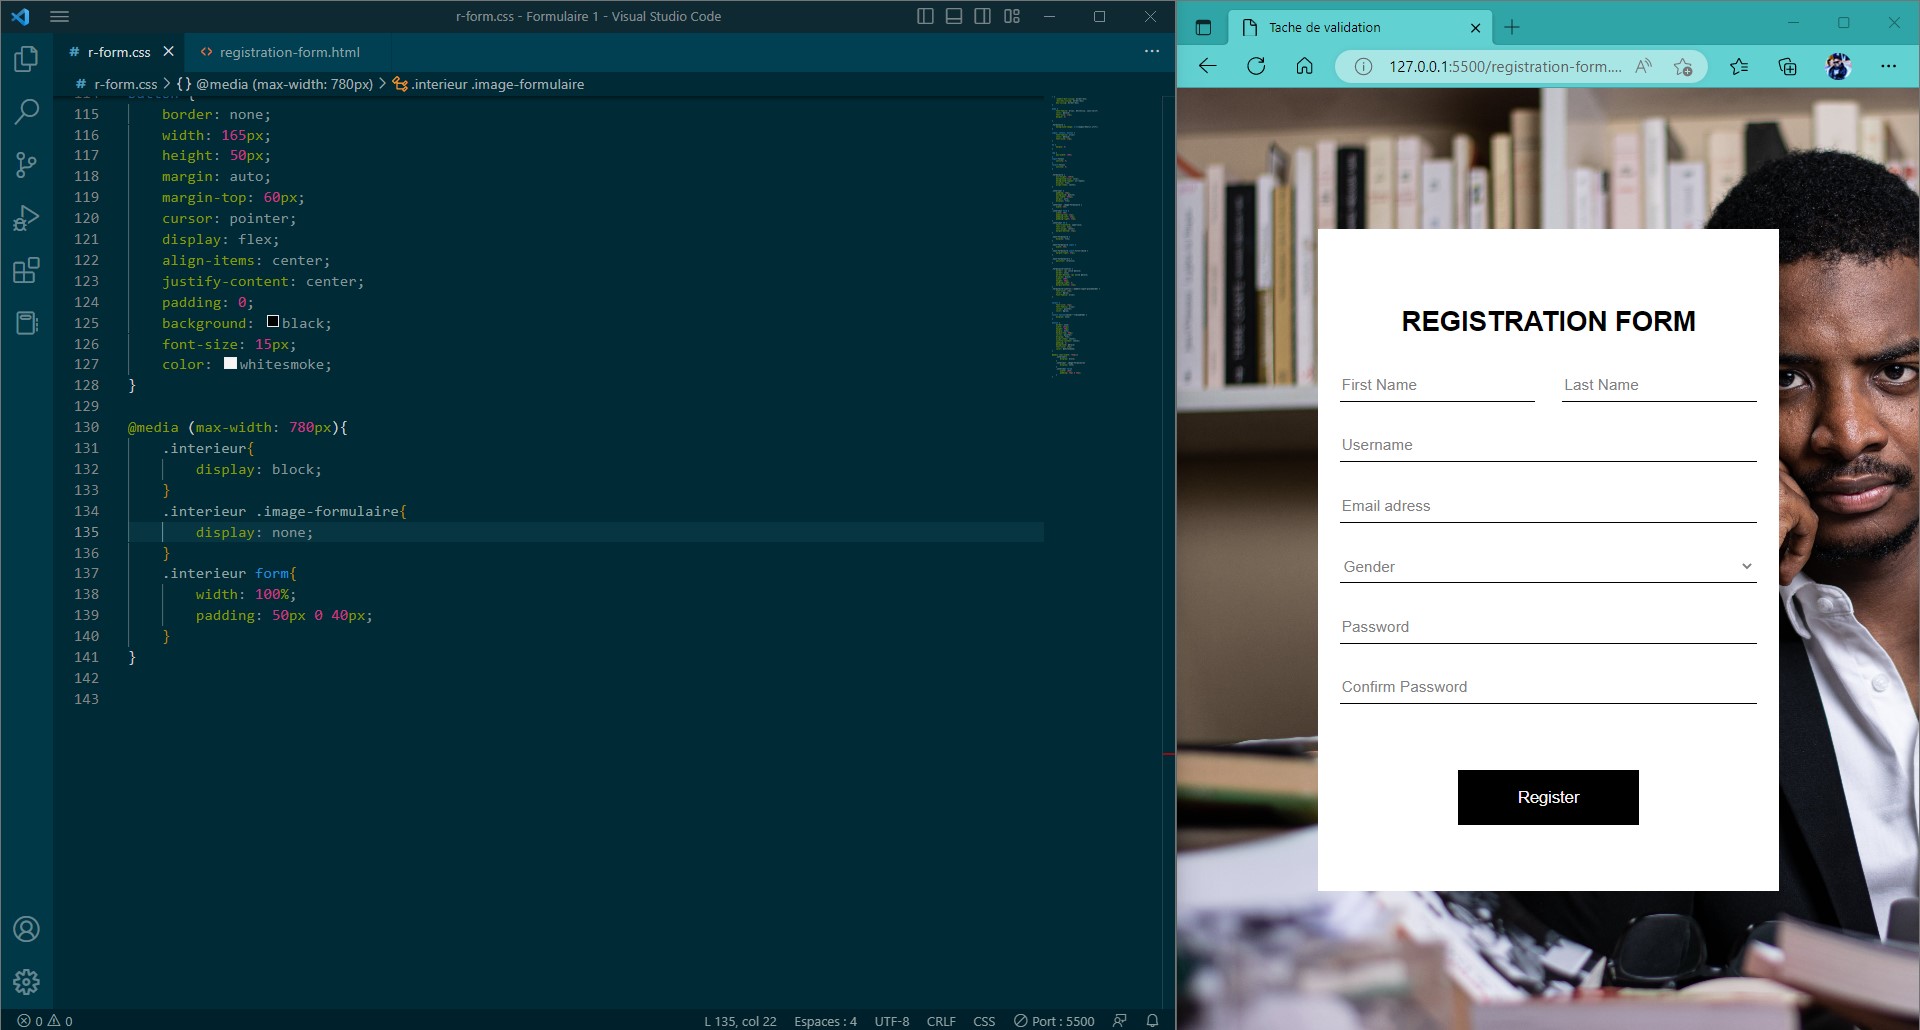 r-form.css - Formulaire 1 - Visual Studio Code
# r-form.css
<> registration-form.html
# r-form.css > {} @media (max-width: 780px) > .interieur .image-formulaire
115 border: none;
116 width: 165px;
117 height: 50px;
118 margin: auto;
119 margin-top: 60px;
120 cursor: pointer;
121 display: flex;
122 align-items: center;
123 justify-content: center;
124 padding: 0;
125 background: black;
126 font-size: 15px;
127 color: whitesmoke;
128 }
129
130 @media (max-width: 780px){
131 .interieur{
132 display: block;
133 }
134 .interieur .image-formulaire{
135 display: none;
136 }
137 .interieur form{
138 width: 100%;
139 padding: 50px 0 40px;
140 }
141 }
142
143
0 0
L 135, col 22 Espaces : 4 UTF-8 CRLF CSS Port : 5500
Tache de validation
127.0.0.1:5500/registration-form....
REGISTRATION FORM
First Name Last Name
Username
Email adress
Gender
Password
Confirm Password
Register